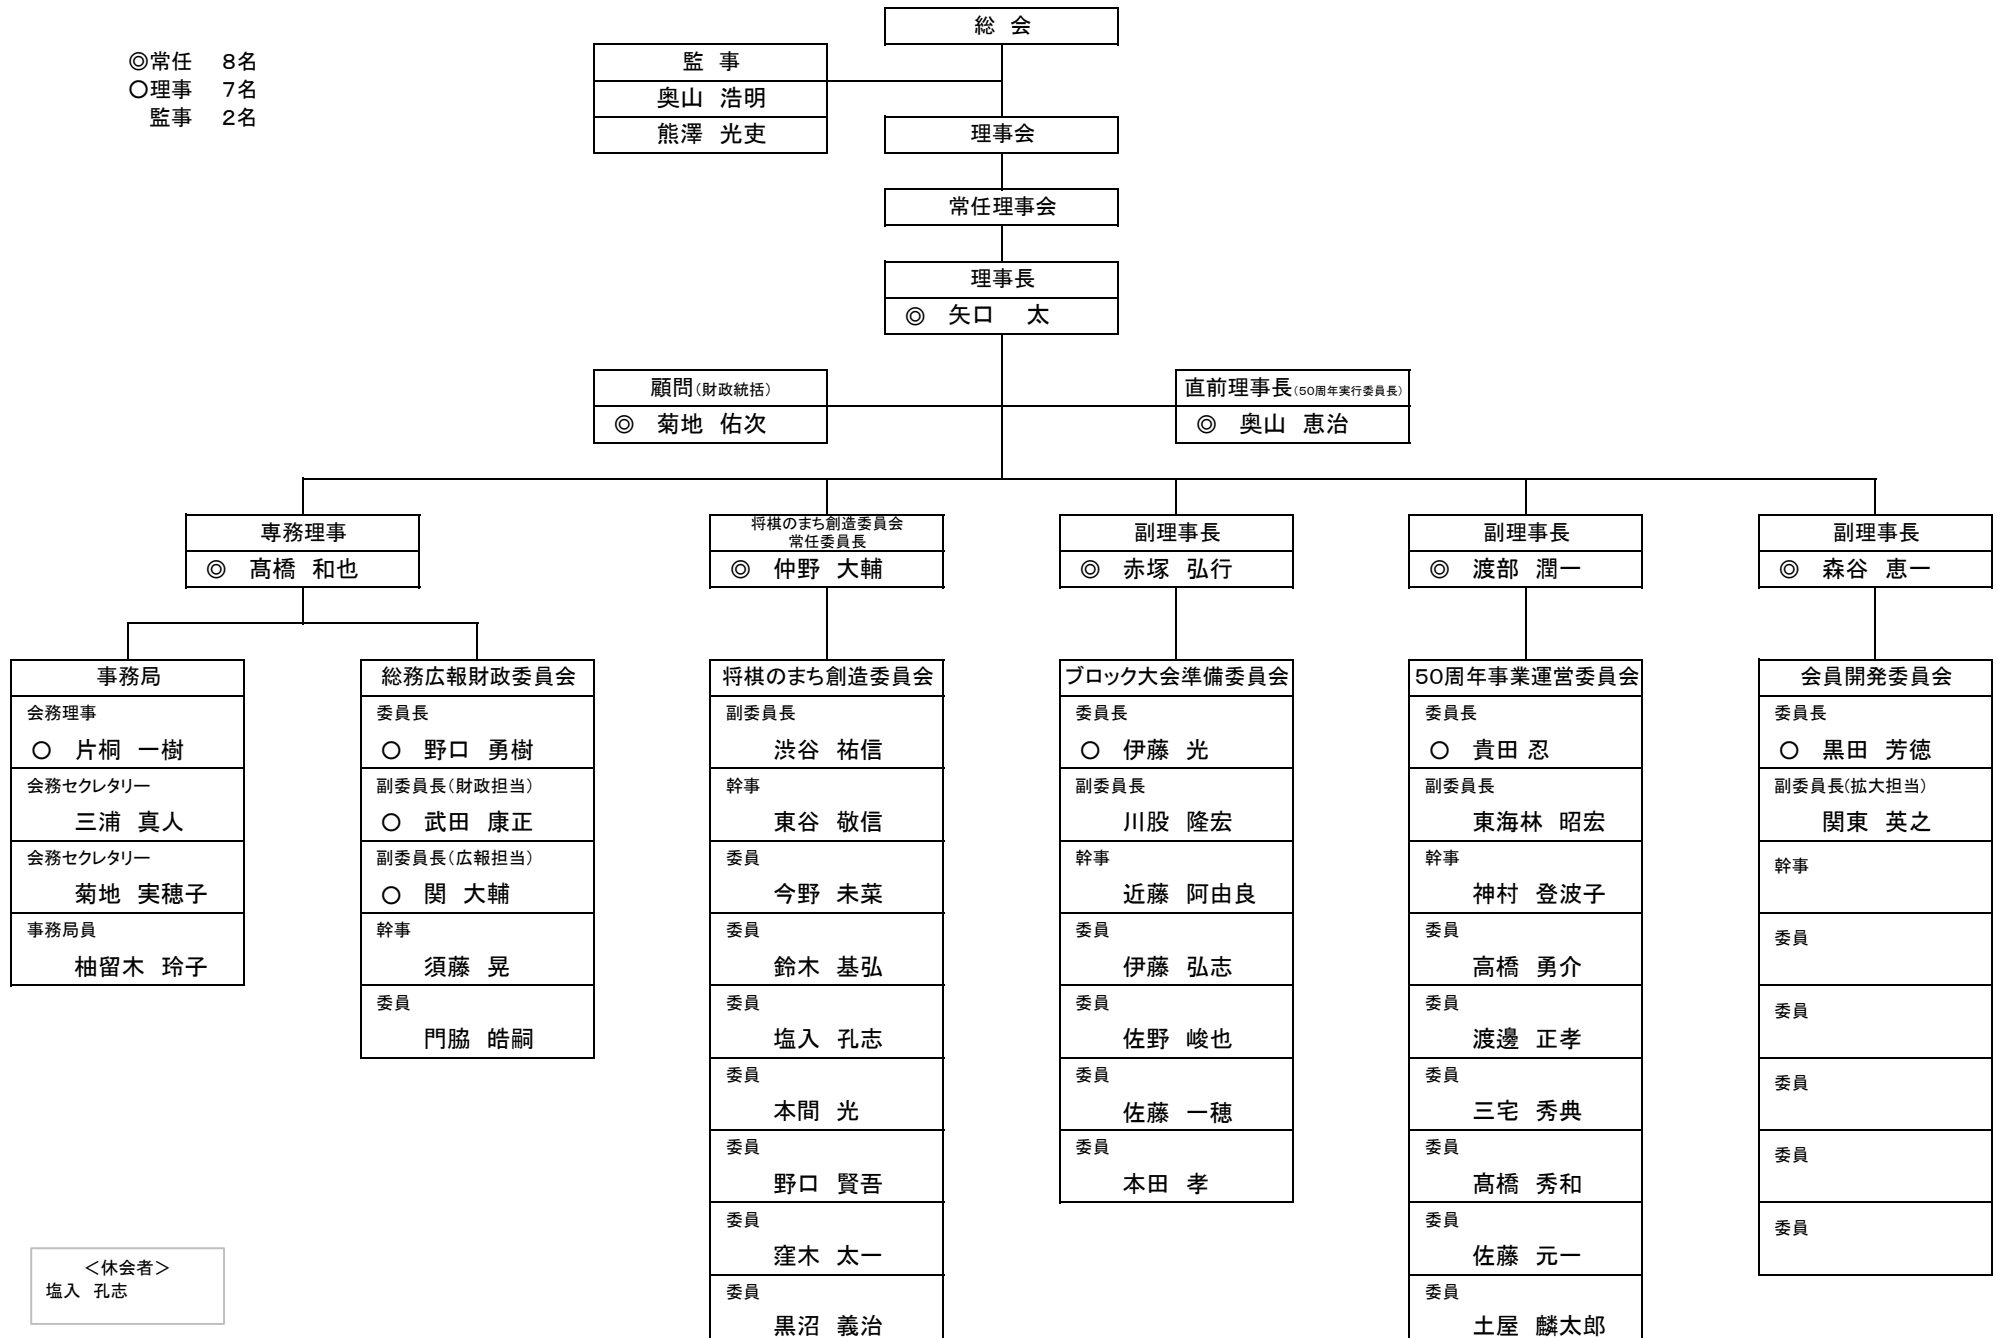 ◎常任 8名
○理事 7名
監事 2名
総 会
監 事
奥山 浩明
熊澤 光吏
理事会
常任理事会
理事長
◎ 矢口 太
顧問(財政統括)
◎ 菊地 佑次
直前理事長(50周年実行委員長)
◎ 奥山 恵治
専務理事
◎ 髙橋 和也
将棋のまち創造委員会
常任委員長
◎ 仲野 大輔
副理事長
◎ 赤塚 弘行
副理事長
◎ 渡部 潤一
副理事長
◎ 森谷 恵一
事務局
会務理事
○ 片桐 一樹
会務セクレタリー
三浦 真人
会務セクレタリー
菊地 実穂子
事務局員
柚留木 玲子
総務広報財政委員会
委員長
○ 野口 勇樹
副委員長(財政担当)
○ 武田 康正
副委員長(広報担当)
○ 関 大輔
幹事
須藤 晃
委員
門脇 皓嗣
将棋のまち創造委員会
副委員長
渋谷 祐信
幹事
東谷 敬信
委員
今野 未菜
委員
鈴木 基弘
委員
塩入 孔志
委員
本間 光
委員
野口 賢吾
委員
窪木 太一
委員
黒沼 義治
ブロック大会準備委員会
委員長
○ 伊藤 光
副委員長
川股 隆宏
幹事
近藤 阿由良
委員
伊藤 弘志
委員
佐野 峻也
委員
佐藤 一穂
委員
本田 孝
50周年事業運営委員会
委員長
○ 貴田 忍
副委員長
東海林 昭宏
幹事
神村 登波子
委員
高橋 勇介
委員
渡邊 正孝
委員
三宅 秀典
委員
髙橋 秀和
委員
佐藤 元一
委員
土屋 麟太郎
会員開発委員会
委員長
○ 黒田 芳徳
副委員長(拡大担当)
関東 英之
幹事
委員
委員
委員
委員
委員
＜休会者＞
塩入 孔志